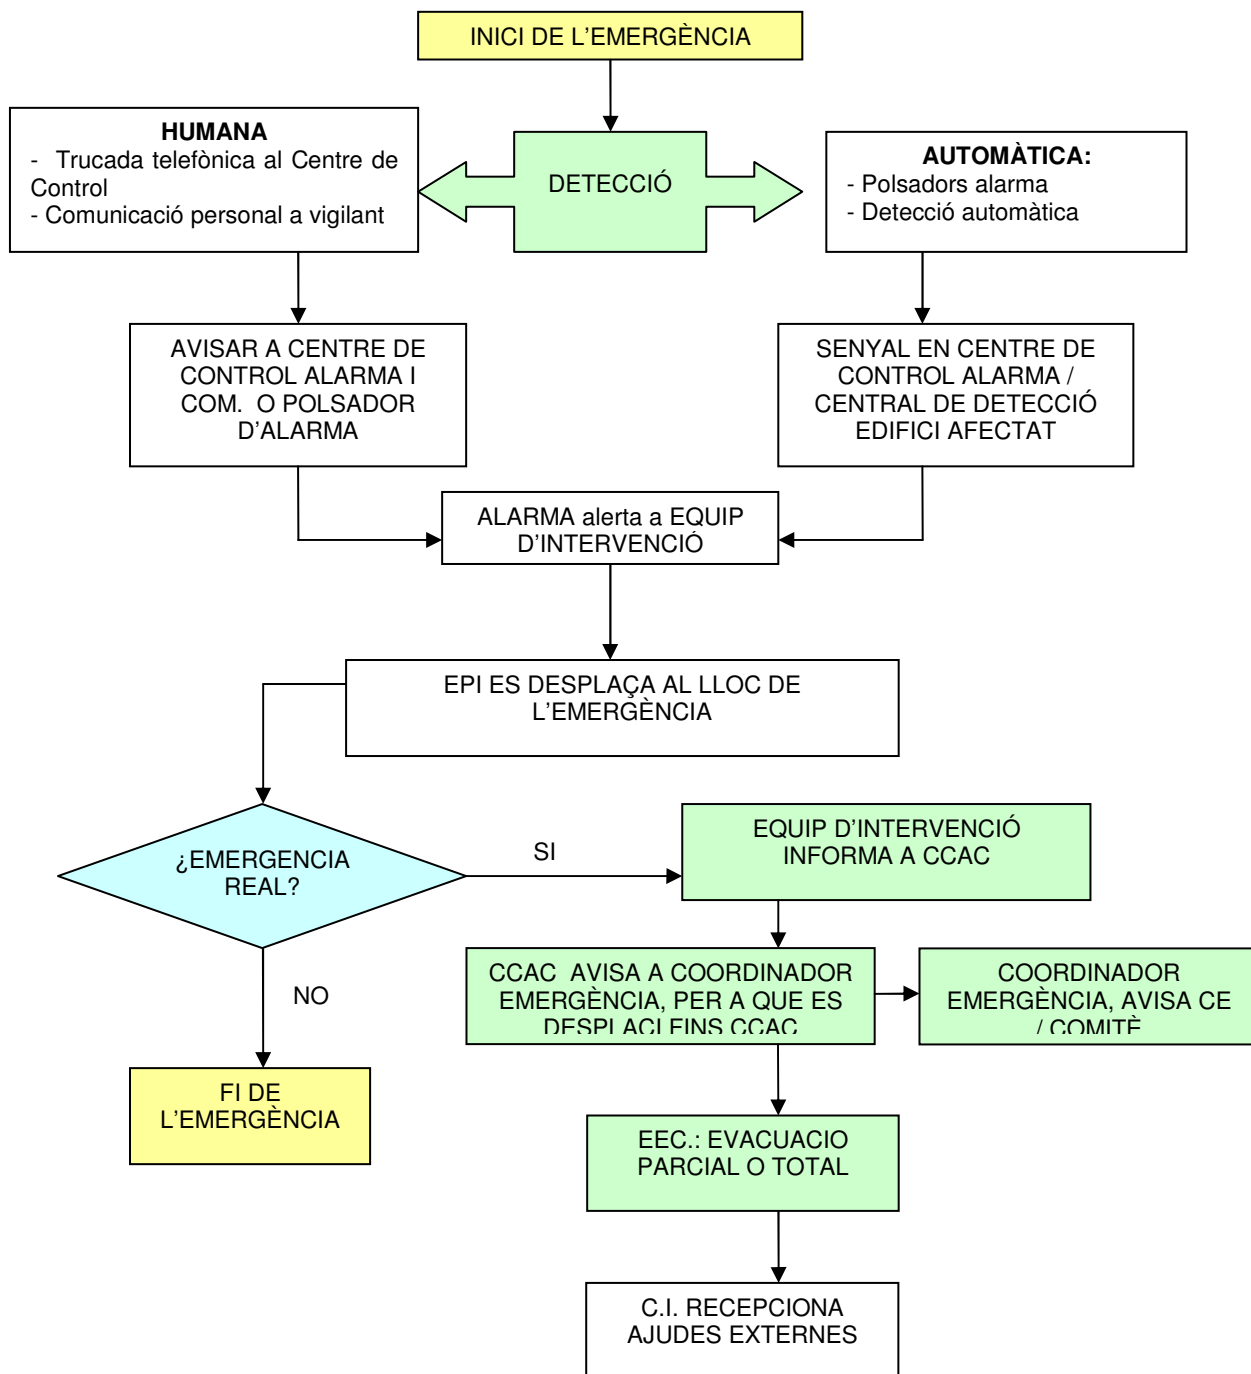 INICI DE L'EMERGÈNCIA
HUMANA
- Trucada telefònica al Centre de
Control
- Comunicació personal a vigilant
DETECCIÓ
AUTOMÀTICA:
- Polsadors alarma
- Detecció automàtica
AVISAR A CENTRE DE
CONTROL ALARMA I
COM. O POLSADOR
D'ALARMA
SENYAL EN CENTRE DE
CONTROL ALARMA /
CENTRAL DE DETECCIÓ
EDIFICI AFECTAT
ALARMA alerta a EQUIP
D'INTERVENCIÓ
EPI ES DESPLAÇA AL LLOC DE
L'EMERGÈNCIA
¿EMERGENCIA
REAL?
SI
EQUIP D'INTERVENCIÓ
INFORMA A CCAC
CCAC AVISA A COORDINADOR
EMERGÈNCIA, PER A QUE ES
DESPLACI FINS CCAC
COORDINADOR
EMERGÈNCIA, AVISA CE
/ COMITÈ
NO
FI DE
L'EMERGÈNCIA
EEC.: EVACUACIO
PARCIAL O TOTAL
C.I. RECEPCIONA
AJUDES EXTERNES